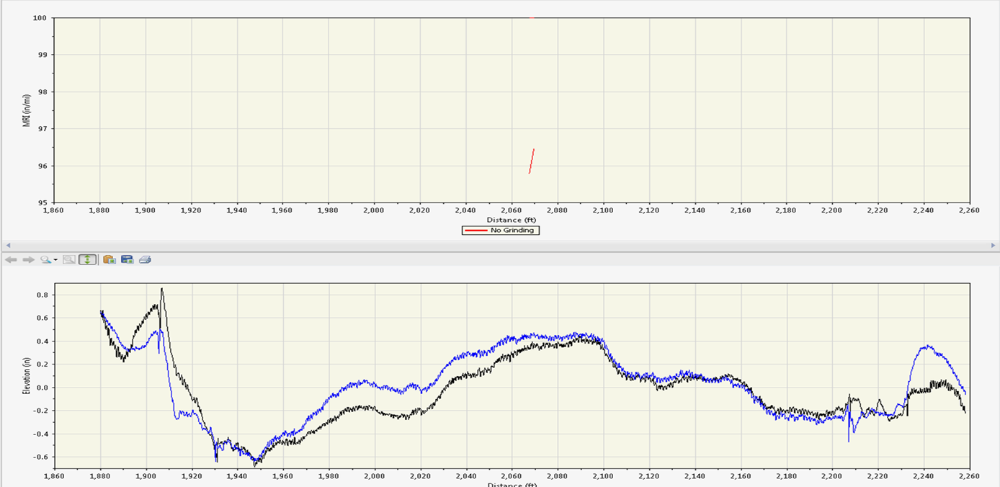 100
99
98
97
96
95
MRI (in/mi)
1,860 1,880 1,900 1,920 1,940 1,960 1,980 2,000 2,020 2,040 2,060 2,080 2,100 2,120 2,140 2,160 2,180 2,200 2,220 2,240 2,260
Distance (ft)
No Grinding
0.8
0.6
0.4
0.2
0.0
-0.2
-0.4
-0.6
Elevation (in)
1,860 1,880 1,900 1,920 1,940 1,960 1,980 2,000 2,020 2,040 2,060 2,080 2,100 2,120 2,140 2,160 2,180 2,200 2,220 2,240 2,260
Distance (ft)